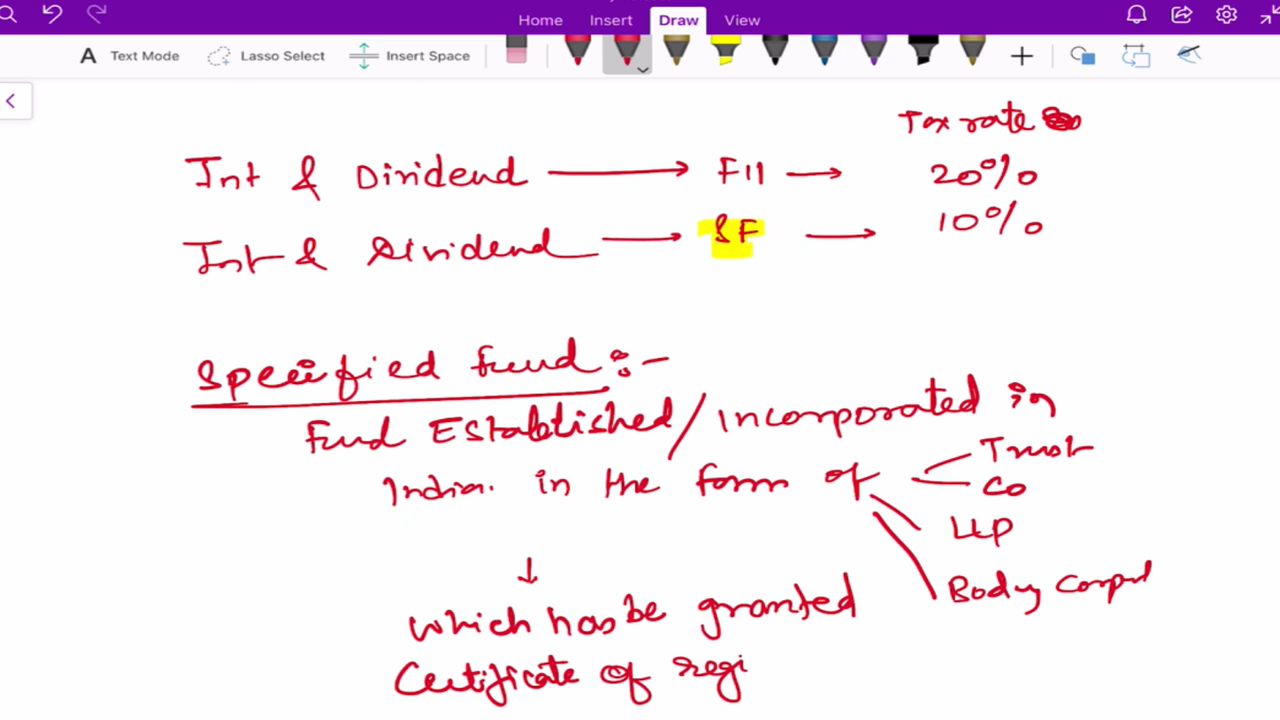 Home Insert Draw View
A Text Mode Lasso Select Insert Space
Tax rate
Int & Dividend → FII → 20%
Int & Dividend → SF → 10%
Specified Fund :-
Fund Established/Incorporated in
India. in the form of
Trust
Co
LLP
Body Corporat
↓
which has be granted
Certificate of regi